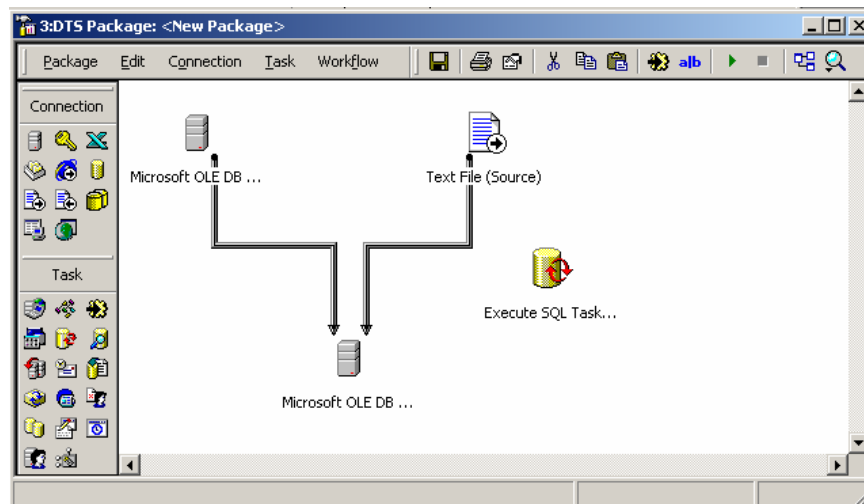 3:DTS Package: <New Package>
Package Edit Connection Task Workflow a|b
Connection
Microsoft OLE DB ...
Text File (Source)
Task
Execute SQL Task...
Microsoft OLE DB ...